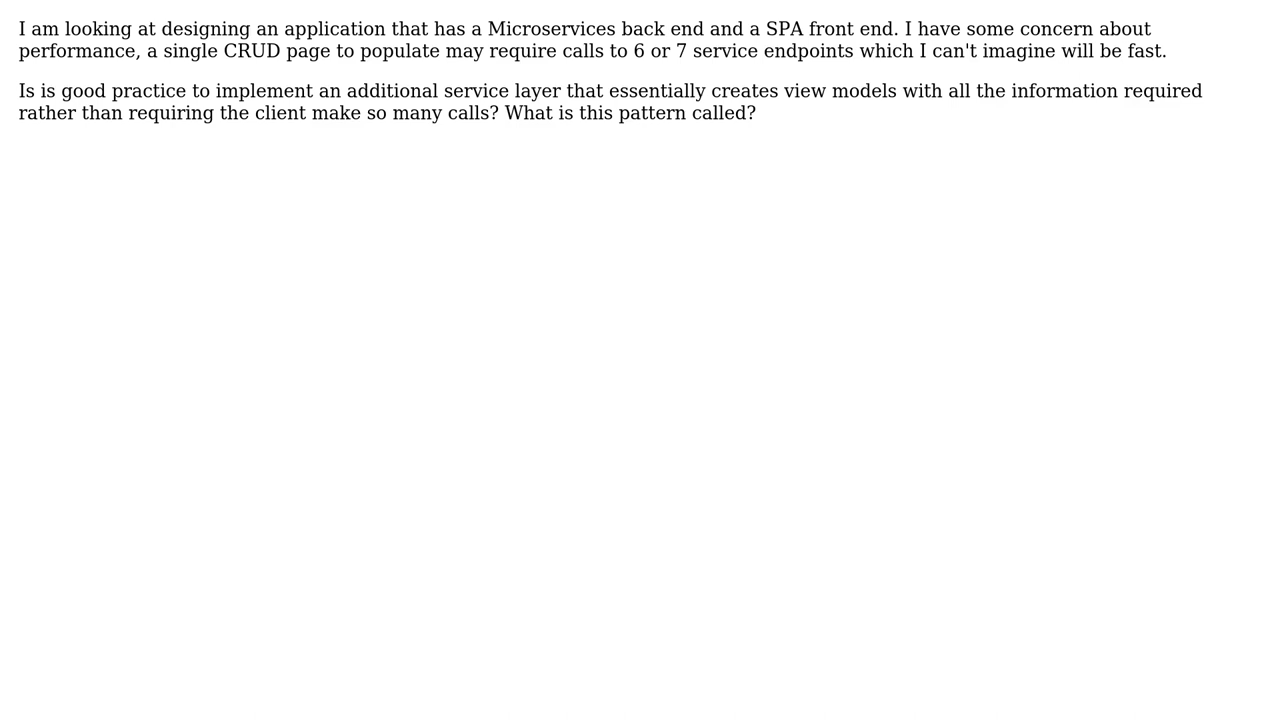 I am looking at designing an application that has a Microservices back end and a SPA front end. I have some concern about
performance, a single CRUD page to populate may require calls to 6 or 7 service endpoints which I can't imagine will be fast.
Is is good practice to implement an additional service layer that essentially creates view models with all the information required
rather than requiring the client make so many calls? What is this pattern called?